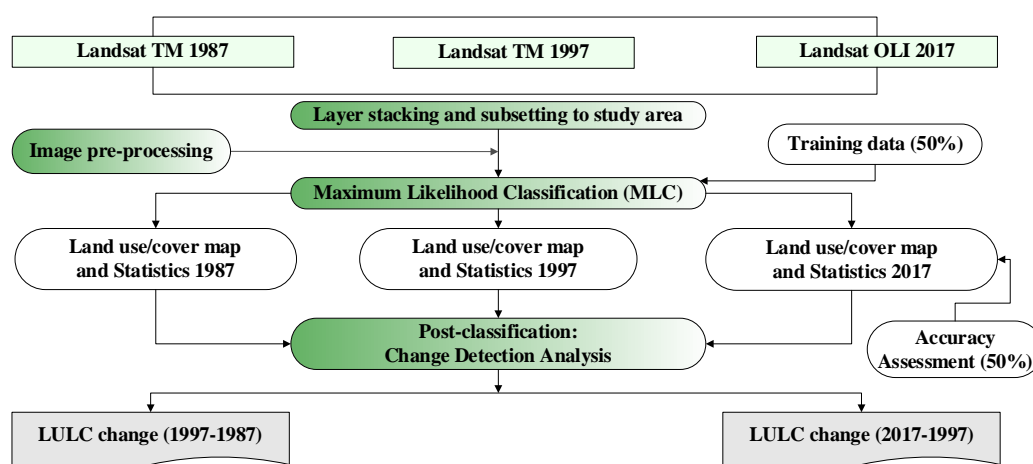 Landsat TM 1987
Landsat TM 1997
Landsat OLI 2017
Layer stacking and subsetting to study area
Image pre-processing
Training data (50%)
Maximum Likelihood Classification (MLC)
Land use/cover map
and Statistics 1987
Land use/cover map
and Statistics 1997
Land use/cover map
and Statistics 2017
Post-classification:
Change Detection Analysis
Accuracy
Assessment (50%)
LULC change (1997-1987)
LULC change (2017-1997)